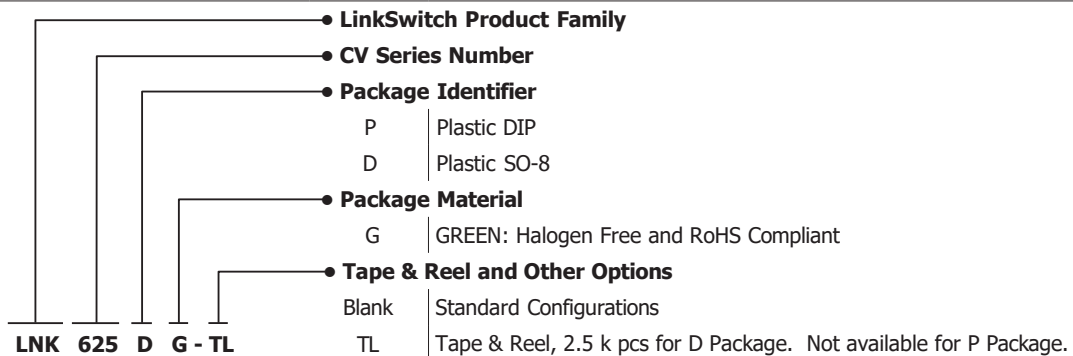 LinkSwitch Product Family
CV Series Number
Package Identifier
P Plastic DIP
D Plastic SO-8
Package Material
G GREEN: Halogen Free and RoHS Compliant
Tape & Reel and Other Options
Blank Standard Configurations
LNK 625 D G - TL
TL Tape & Reel, 2.5 k pcs for D Package. Not available for P Package.